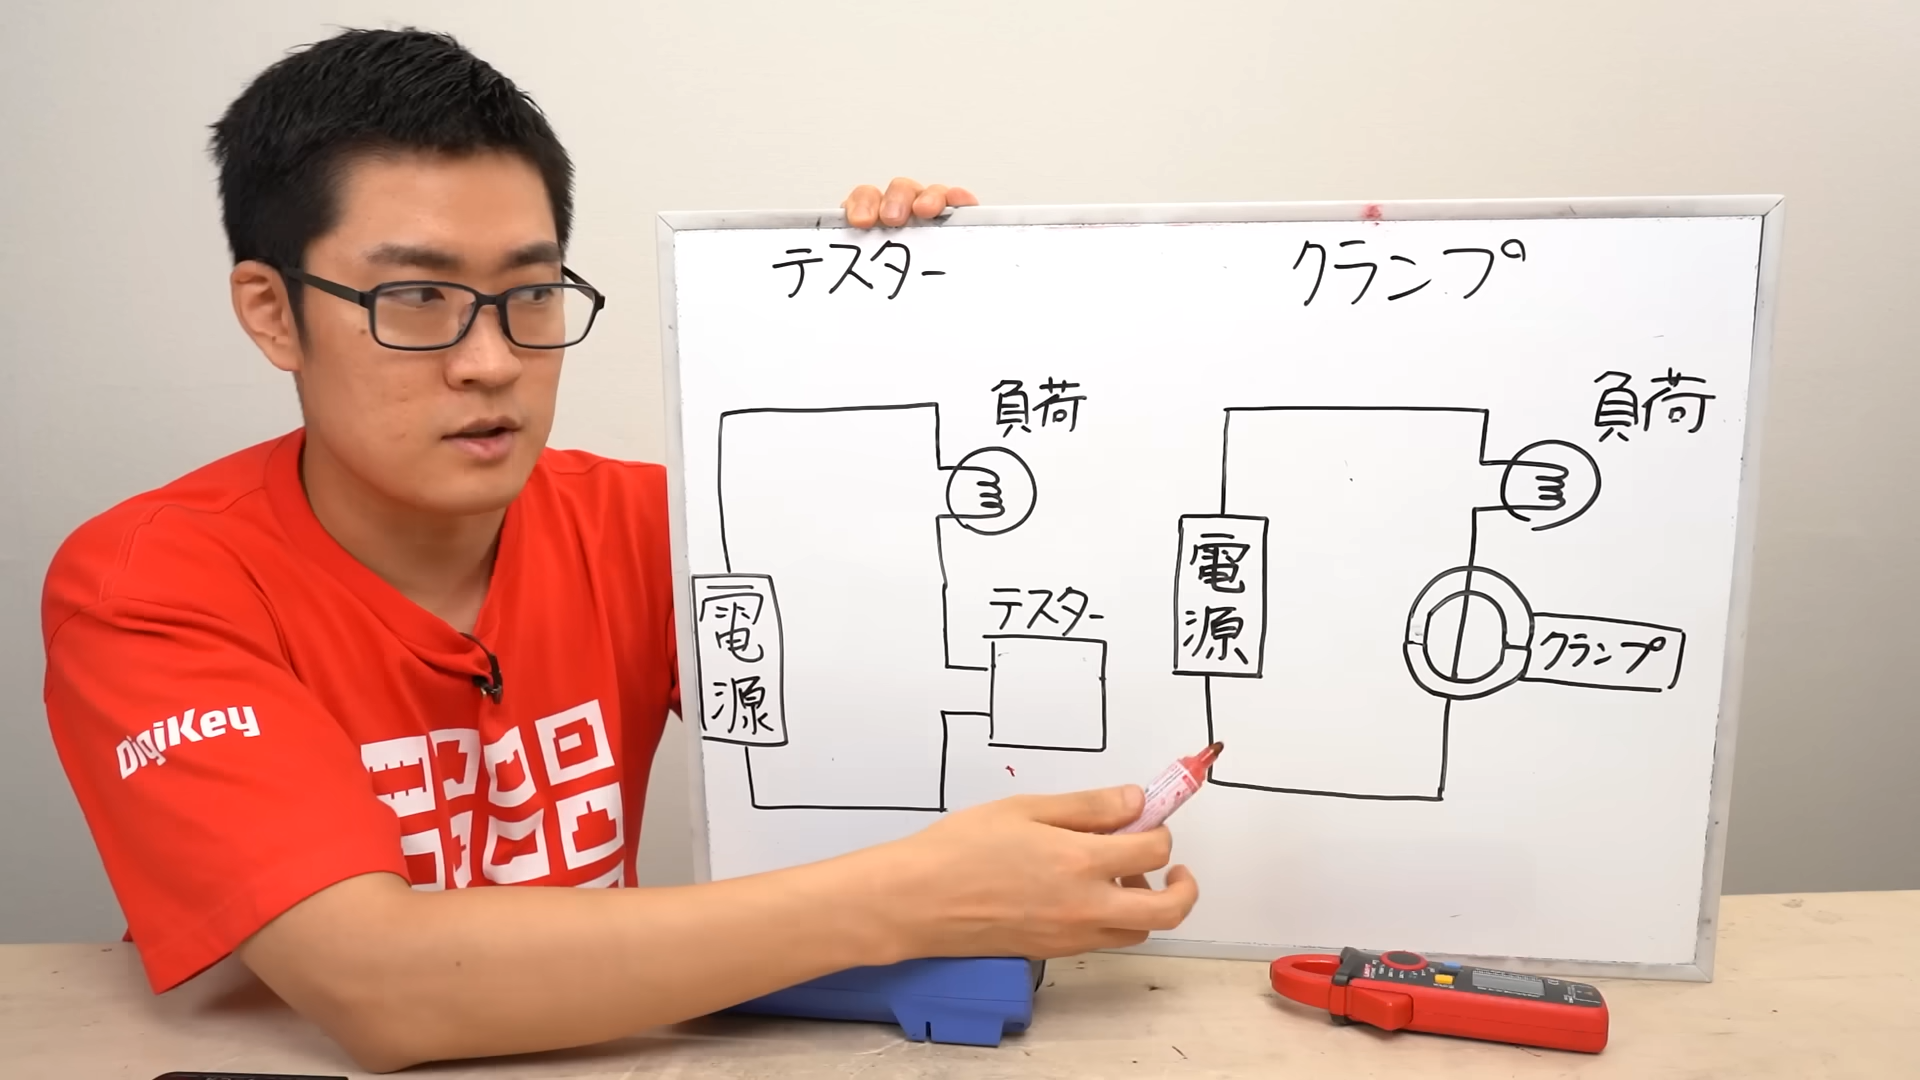 テスター
クランプ
負荷
負荷
電源
テスター
電源
クランプ
DigiKey